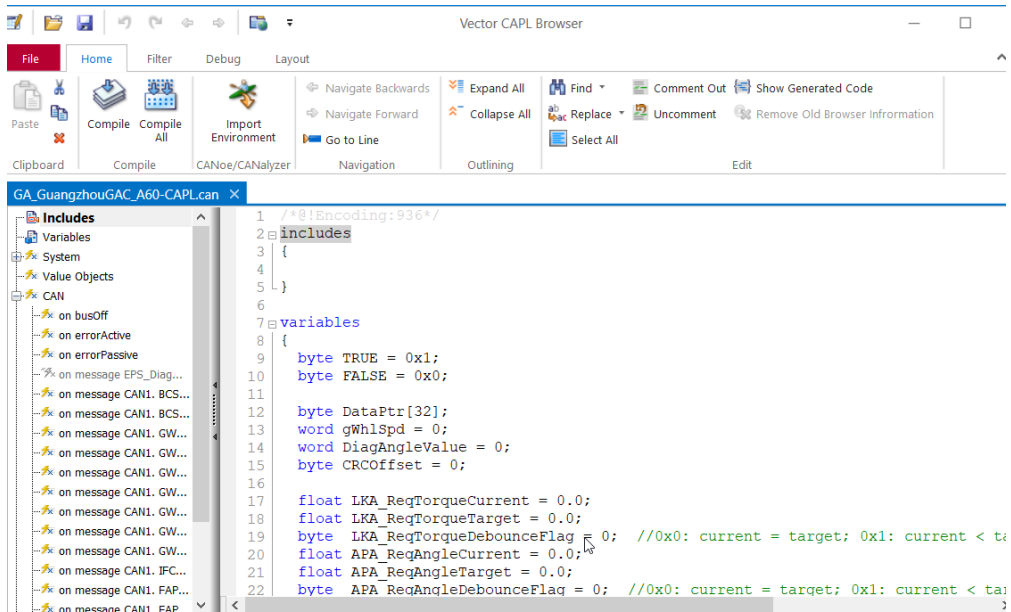 Vector CAPL Browser
File Home Filter Debug Layout
Paste
Compile
Compile All
Import Environment
Navigate Backwards
Navigate Forward
Go to Line
Expand All
Collapse All
Find
Replace
Select All
Comment Out
Uncomment
Show Generated Code
Remove Old Browser Infrormation
Clipboard Compile CANoe/CANalyzer Navigation Outlining Edit
GA_GuangzhouGAC_A60-CAPL.can
Includes
Variables
System
Value Objects
CAN
on busOff
on errorActive
on errorPassive
on message EPS_Diag...
on message CAN1. BCS...
on message CAN1. BCS...
on message CAN1. GW...
on message CAN1. GW...
on message CAN1. GW...
on message CAN1. GW...
on message CAN1. GW...
on message CAN1. GW...
on message CAN1. GW...
on message CAN1. IFC...
on message CAN1. FAP...
on message CAN1. FAP
1 /*@!Encoding:936*/
2 includes
3 {
4
5 }
6
7 variables
8 {
9 byte TRUE = 0x1;
10 byte FALSE = 0x0;
11
12 byte DataPtr[32];
13 word gWhlSpd = 0;
14 word DiagAngleValue = 0;
15 byte CRCOffset = 0;
16
17 float LKA_ReqTorqueCurrent = 0.0;
18 float LKA_ReqTorqueTarget = 0.0;
19 byte LKA_ReqTorqueDebounceFlag = 0; //0x0: current = target; 0x1: current < ta
20 float APA_ReqAngleCurrent = 0.0;
21 float APA_ReqAngleTarget = 0.0;
22 byte APA_ReqAngleDebounceFlag = 0; //0x0: current = target; 0x1: current < tar